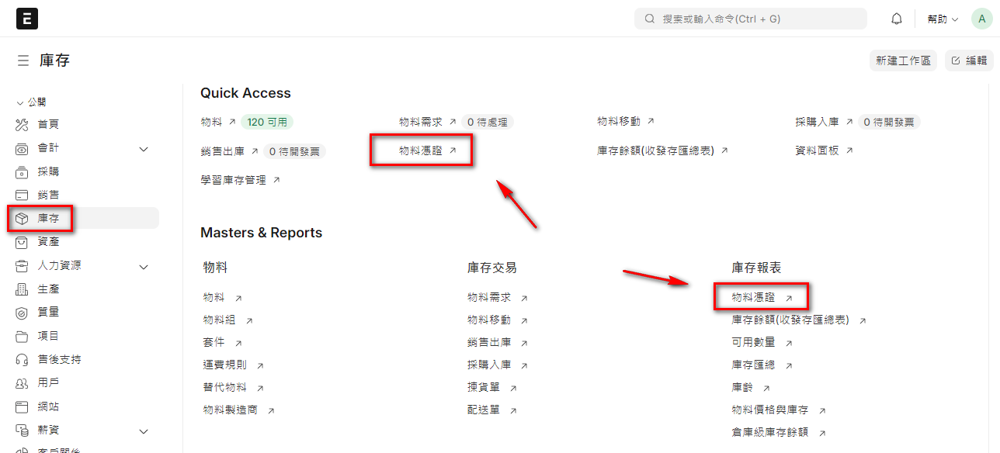 E
搜索或輸入命令(Ctrl + G)
幫助
A
庫存
新建工作區
編輯
公開
首頁
會計
採購
銷售
庫存
資產
人力資源
生產
質量
項目
售後支持
用戶
網站
薪資
客戶關係
Quick Access
物料 120 可用
物料需求 0 待處理
物料移動
採購入庫 0 待開發票
銷售出庫 0 待開發票
物料憑證
庫存餘額(收發存匯總表)
資料面板
學習庫存管理
Masters & Reports
物料
物料
物料組
套件
運費規則
替代物料
物料製造商
庫存交易
物料需求
物料移動
銷售出庫
採購入庫
揀貨單
配送單
庫存報表
物料憑證
庫存餘額(收發存匯總表)
可用數量
庫存匯總
庫齡
物料價格與庫存
倉庫級庫存餘額